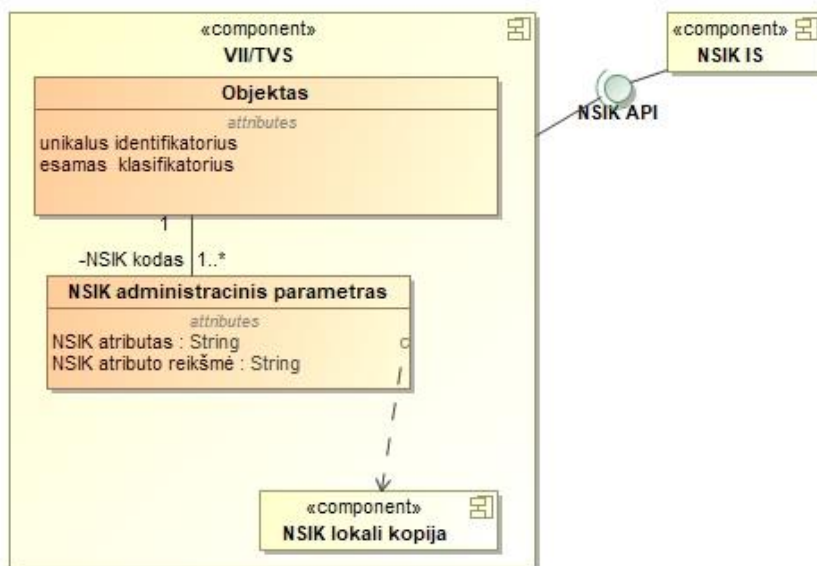 «component»
VII/TVS
Objektas
attributes
unikalus identifikatorius
esamas klasifikatorius
1
-NSIK kodas 1..*
NSIK administracinis parametras
attributes
NSIK atributas : String
NSIK atributo reikšmė : String
«component»
NSIK lokali kopija
NSIK API
«component»
NSIK IS